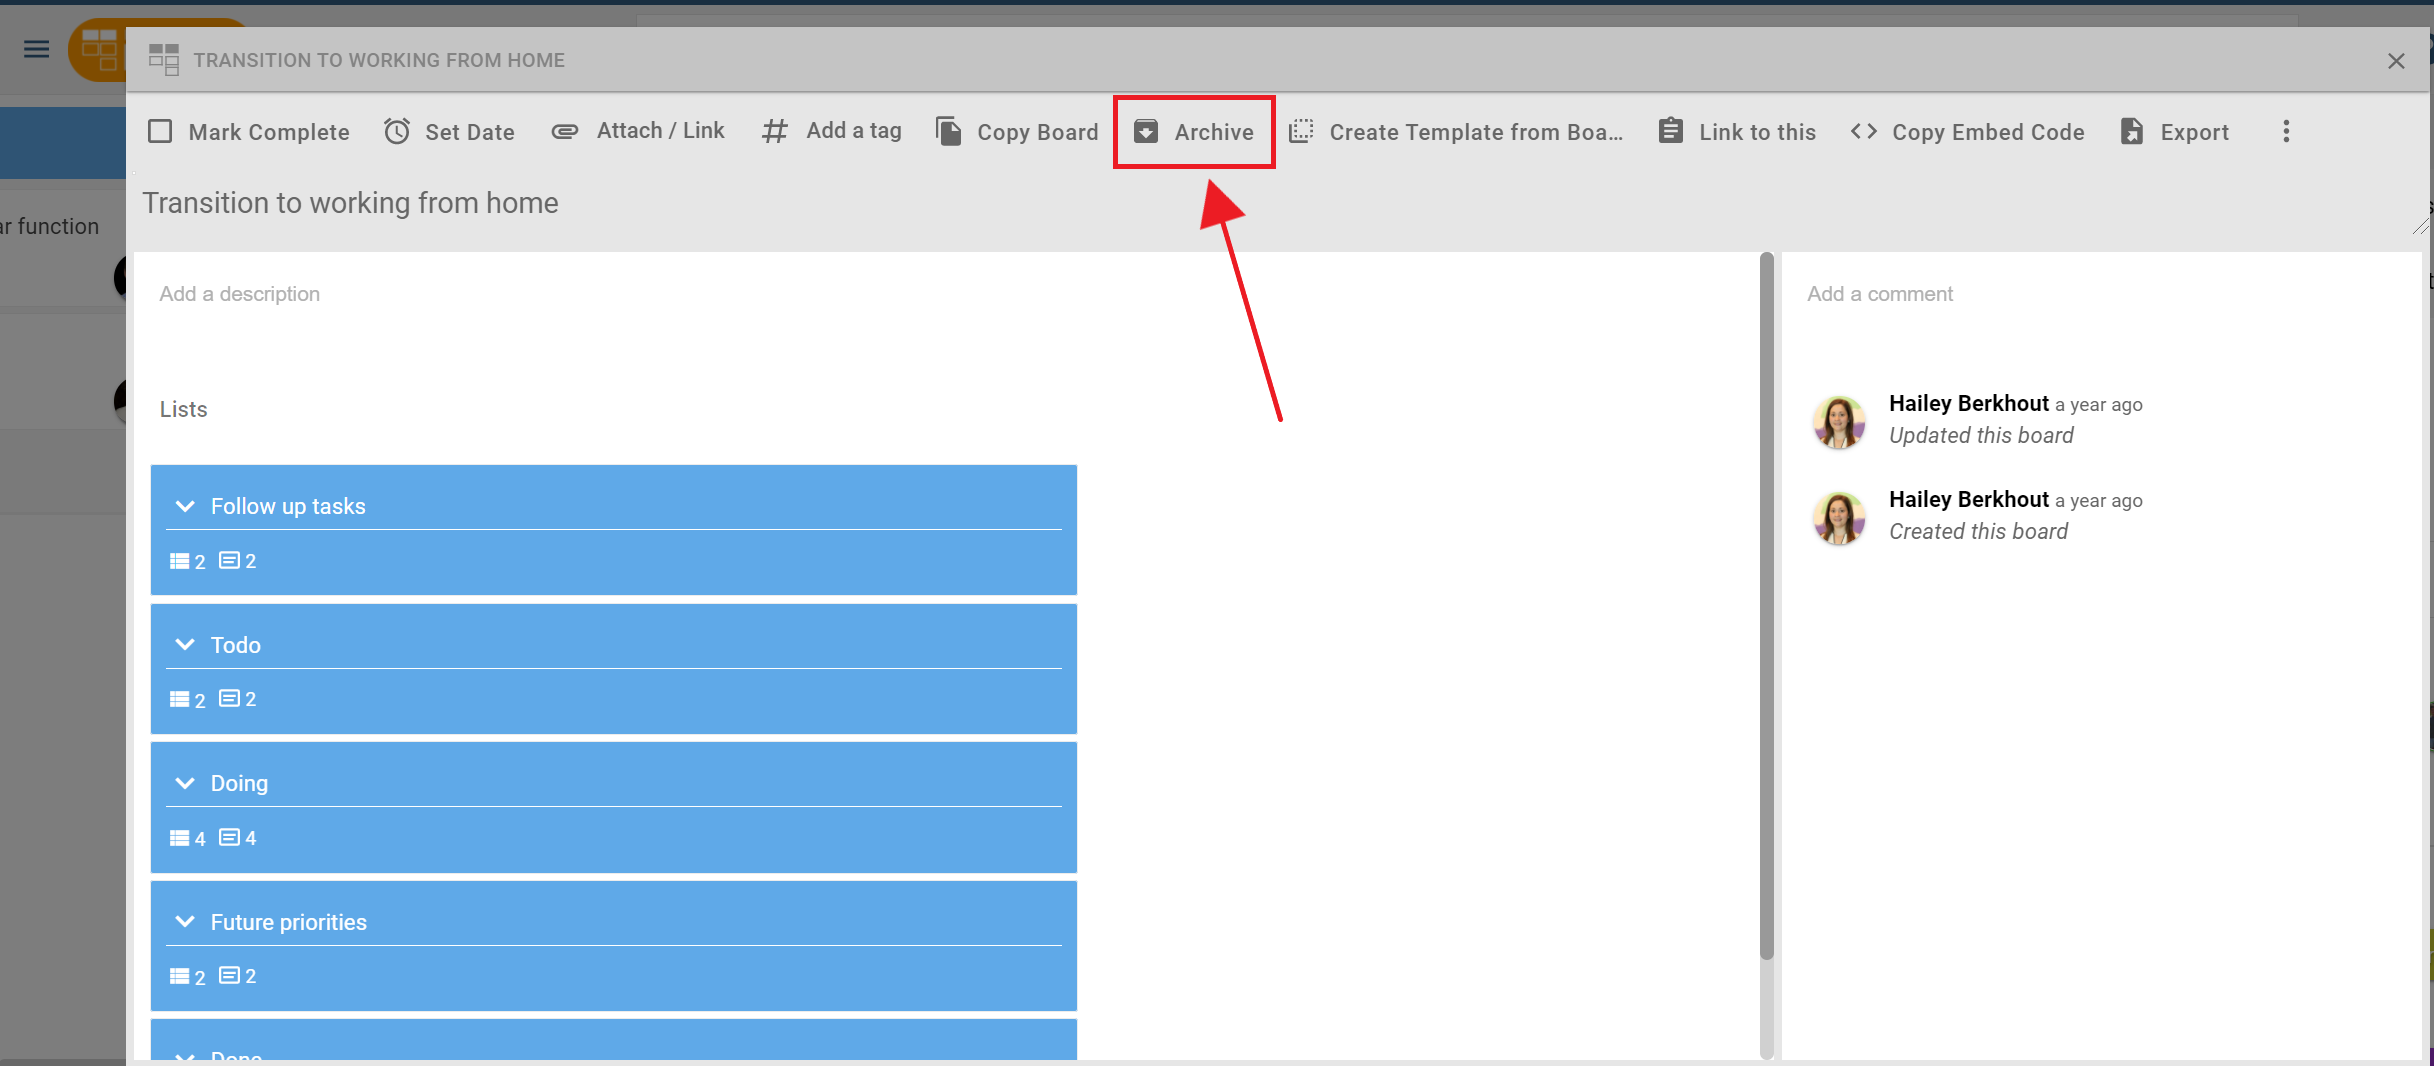 TRANSITION TO WORKING FROM HOME
Mark Complete
Set Date
Attach / Link
Add a tag
Copy Board
Archive
Create Template from Boa...
Link to this
Copy Embed Code
Export
Transition to working from home
ar function
Add a description
Add a comment
Lists
Hailey Berkhout a year ago
Updated this board
Hailey Berkhout a year ago
Created this board
Follow up tasks
2 2
Todo
2 2
Doing
4 4
Future priorities
2 2
Done